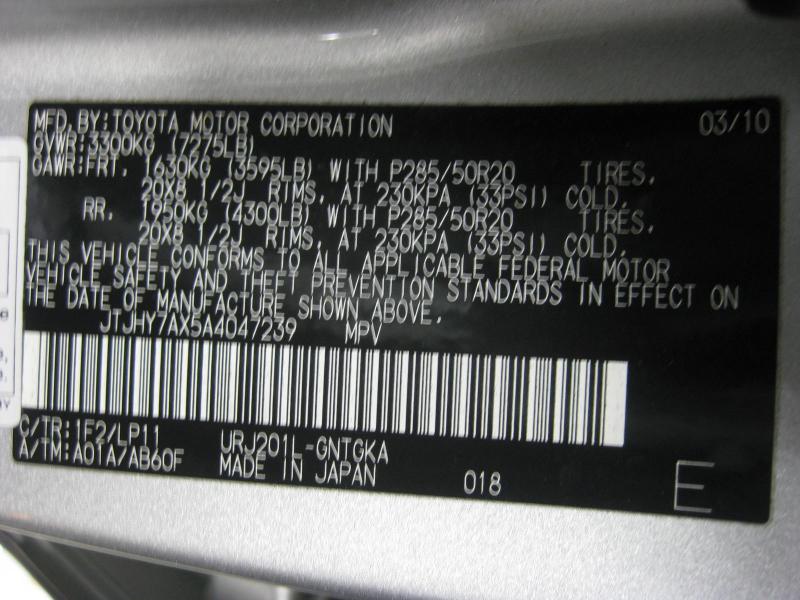 MFD.BY:TOYOTA MOTOR CORPORATION 03/10
GVWR:3300KG (7275LB)
GAWR:FRT. 1630KG (3595LB) WITH P285/50R20 TIRES,
20X8 1/2J RIMS, AT 230KPA (33PSI) COLD.
RR. 1950KG (4300LB) WITH P285/50R20 TIRES,
20X8 1/2J RIMS, AT 230KPA (33PSI) COLD.
THIS VEHICLE CONFORMS TO ALL APPLICABLE FEDERAL MOTOR
VEHICLE SAFETY AND THEFT PREVENTION STANDARDS IN EFFECT ON
THE DATE OF MANUFACTURE SHOWN ABOVE.
JTJHY7AX5A4047239 MPV
C/TR:1F2/LP11 URJ201L-GNTGKA
A/TM:A01A/AB60F MADE IN JAPAN 018 E